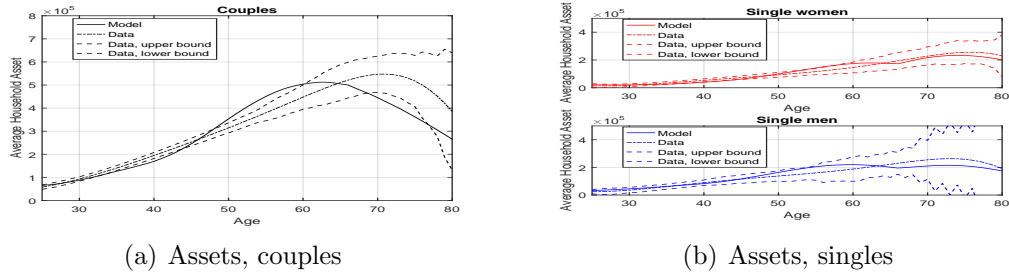 Couples
×10^5
9
8
7
6
5
4
3
2
1
0
Average Household Asset
Model
Data
Data, upper bound
Data, lower bound
30 40 50 60 70 80
Age
(a) Assets, couples
Single women
×10^5
4
2
0
Average Household Asset
Model
Data
Data, upper bound
Data, lower bound
30 40 50 60 70 80
Age
Single men
×10^5
4
2
0
Average Household Asset
Model
Data
Data, upper bound
Data, lower bound
30 40 50 60 70 80
Age
(b) Assets, singles